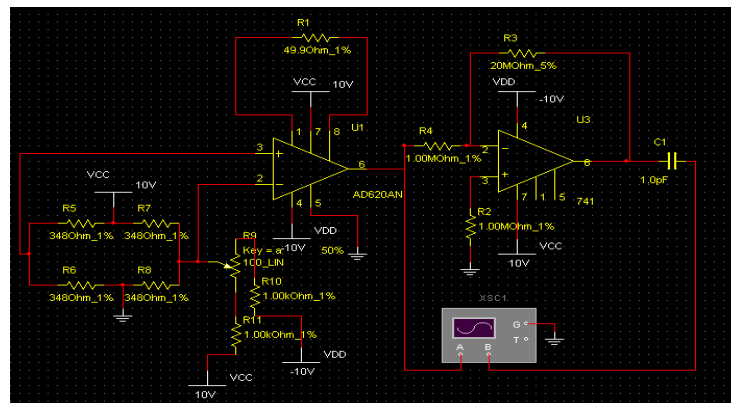 R1
49.9Ohm_1%
R3
20MOhm_5%
VCC
10V
VDD
-10V
1 7 8
U1
4
U3
R4
C1
3
2
6
2
6
1.00MOhm_1%
3
1.0pF
VCC
10V
AD620AN
4 5
7 1 5
741
R5 R7
348Ohm_1% 348Ohm_1%
R2
1.00MOhm_1%
R9
-10V
VDD
50%
Key = a
100_LIN
VCC
10V
R6 R8
348Ohm_1% 348Ohm_1%
R10
1.00kOhm_1%
XSC1
G
T
A B
R11
1.00kOhm_1%
VDD
-10V
VCC
10V